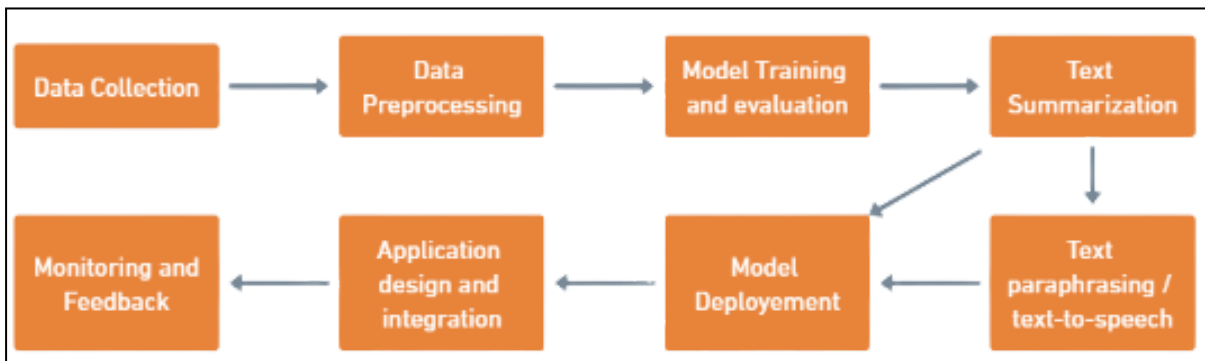 Data Collection
Data
Preprocessing
Model Training
and evaluation
Text
Summarization
Monitoring and
Feedback
Application
design and
integration
Model
Deployement
Text
paraphrasing /
text-to-speech